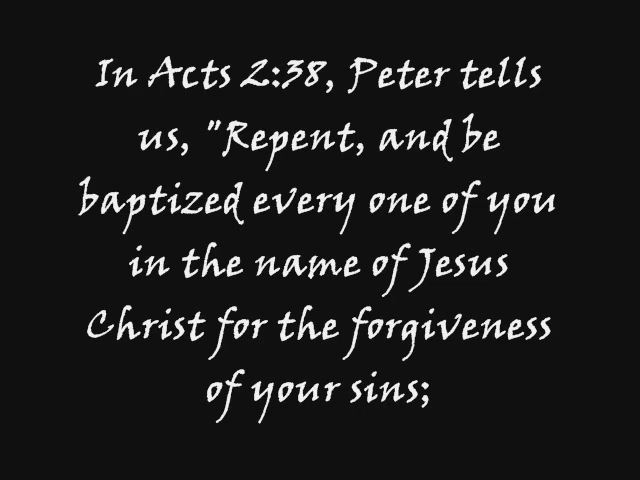 In Acts 2:38, Peter tells
us, "Repent, and be
baptized every one of you
in the name of Jesus
Christ for the forgiveness
of your sins;